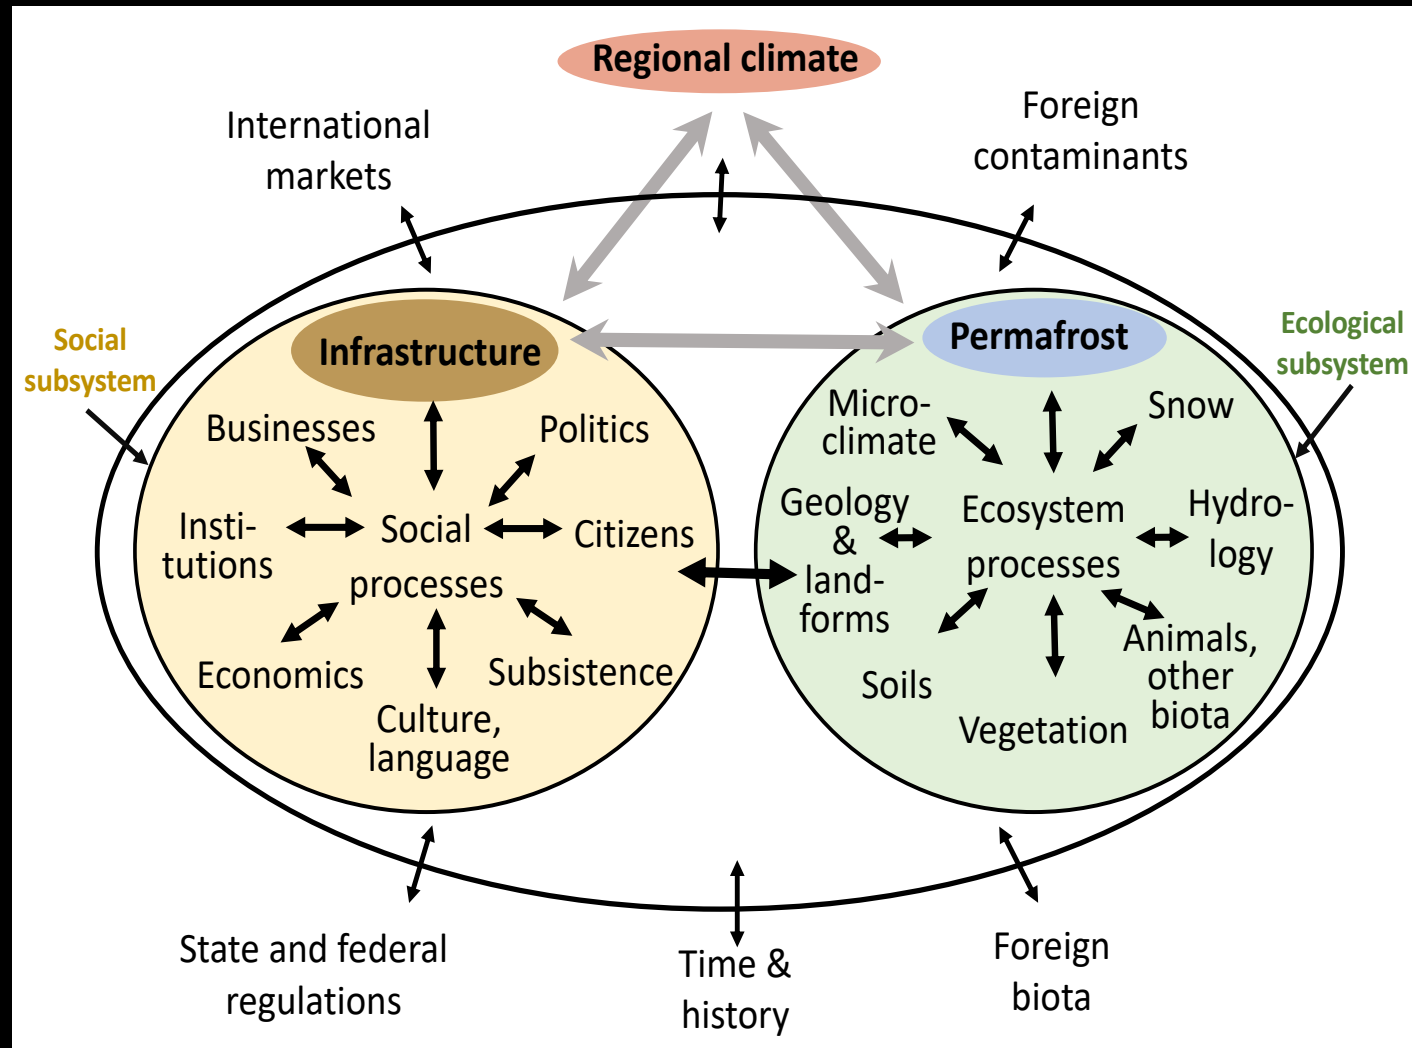 Regional climate
International
markets
Foreign
contaminants
Social
subsystem
Ecological
subsystem
Infrastructure
Businesses
Politics
Insti-
tutions
Social
processes
Citizens
Economics
Subsistence
Culture,
language
Permafrost
Micro-
climate
Snow
Geology
&
land-
forms
Ecosystem
processes
Hydro-
logy
Soils
Vegetation
Animals,
other
biota
State and federal
regulations
Time &
history
Foreign
biota